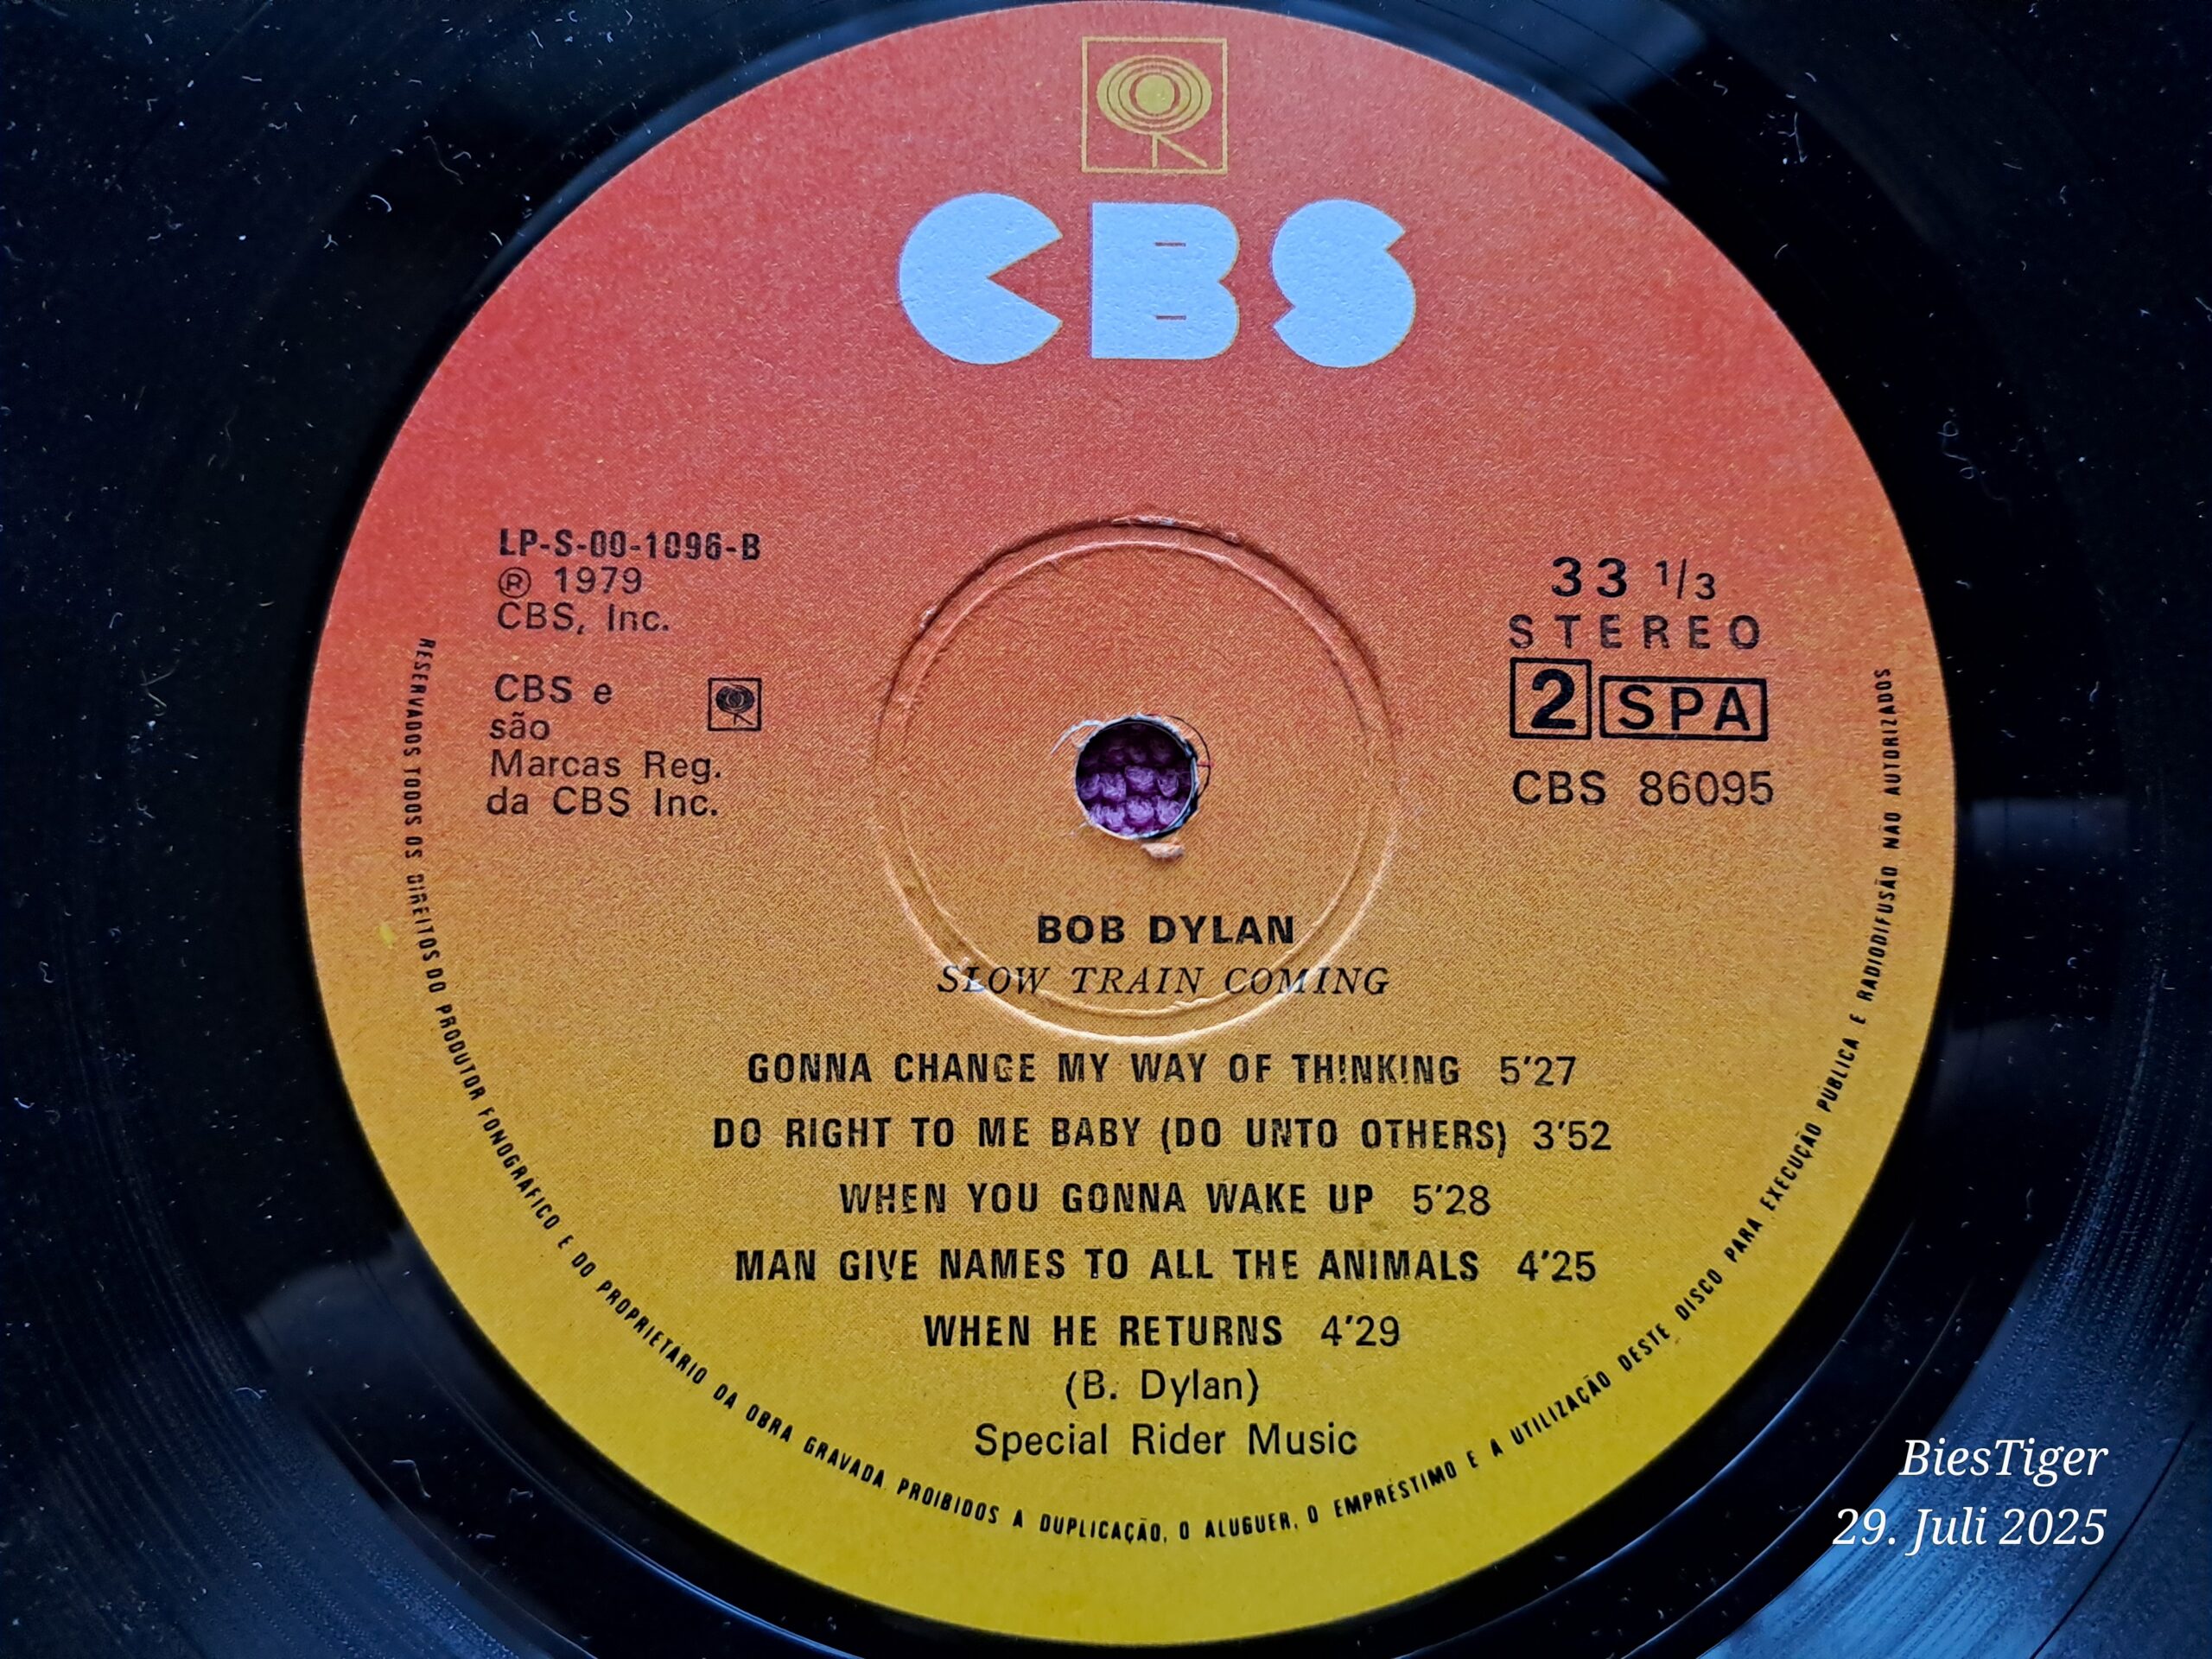 CBS
LP-S-00-1096-B
Ⓡ 1979
CBS, Inc.
CBS e
são
Marcas Reg.
da CBS Inc.
33 1/3
STEREO
2 SPA
CBS 86095
BOB DYLAN
SLOW TRAIN COMING
GONNA CHANGE MY WAY OF THINKING 5'27
DO RIGHT TO ME BABY (DO UNTO OTHERS) 3'52
WHEN YOU GONNA WAKE UP 5'28
MAN GIVE NAMES TO ALL THE ANIMALS 4'25
WHEN HE RETURNS 4'29
(B. Dylan)
Special Rider Music
RESERVADOS TODOS OS DIREITOS DO PRODUTOR FONOGRÁFICO E DO PROPRIETÁRIO DA OBRA GRAVADA PROIBIDOS A DUPLICAÇÃO, O ALUGUER, O EMPRÉSTIMO E A UTILIZAÇÃO DESTE DISCO PARA EXECUÇÃO PÚBLICA E RADIODIFUSÃO NÃO AUTORIZADOS
BiesTiger
29. Juli 2025